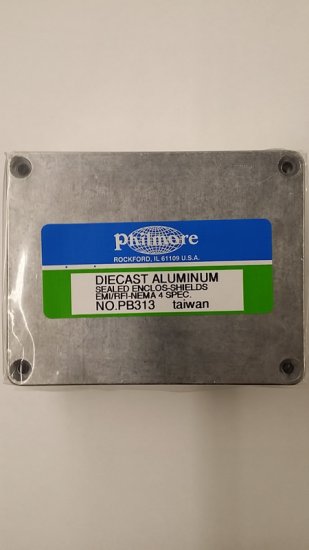 philmore
ROCKFORD, IL 61109 U.S.A.
DIECAST ALUMINUM
SEALED ENCLOS-SHIELDS
EMI/RFI-NEMA 4 SPEC.
NO.PB313 taiwan